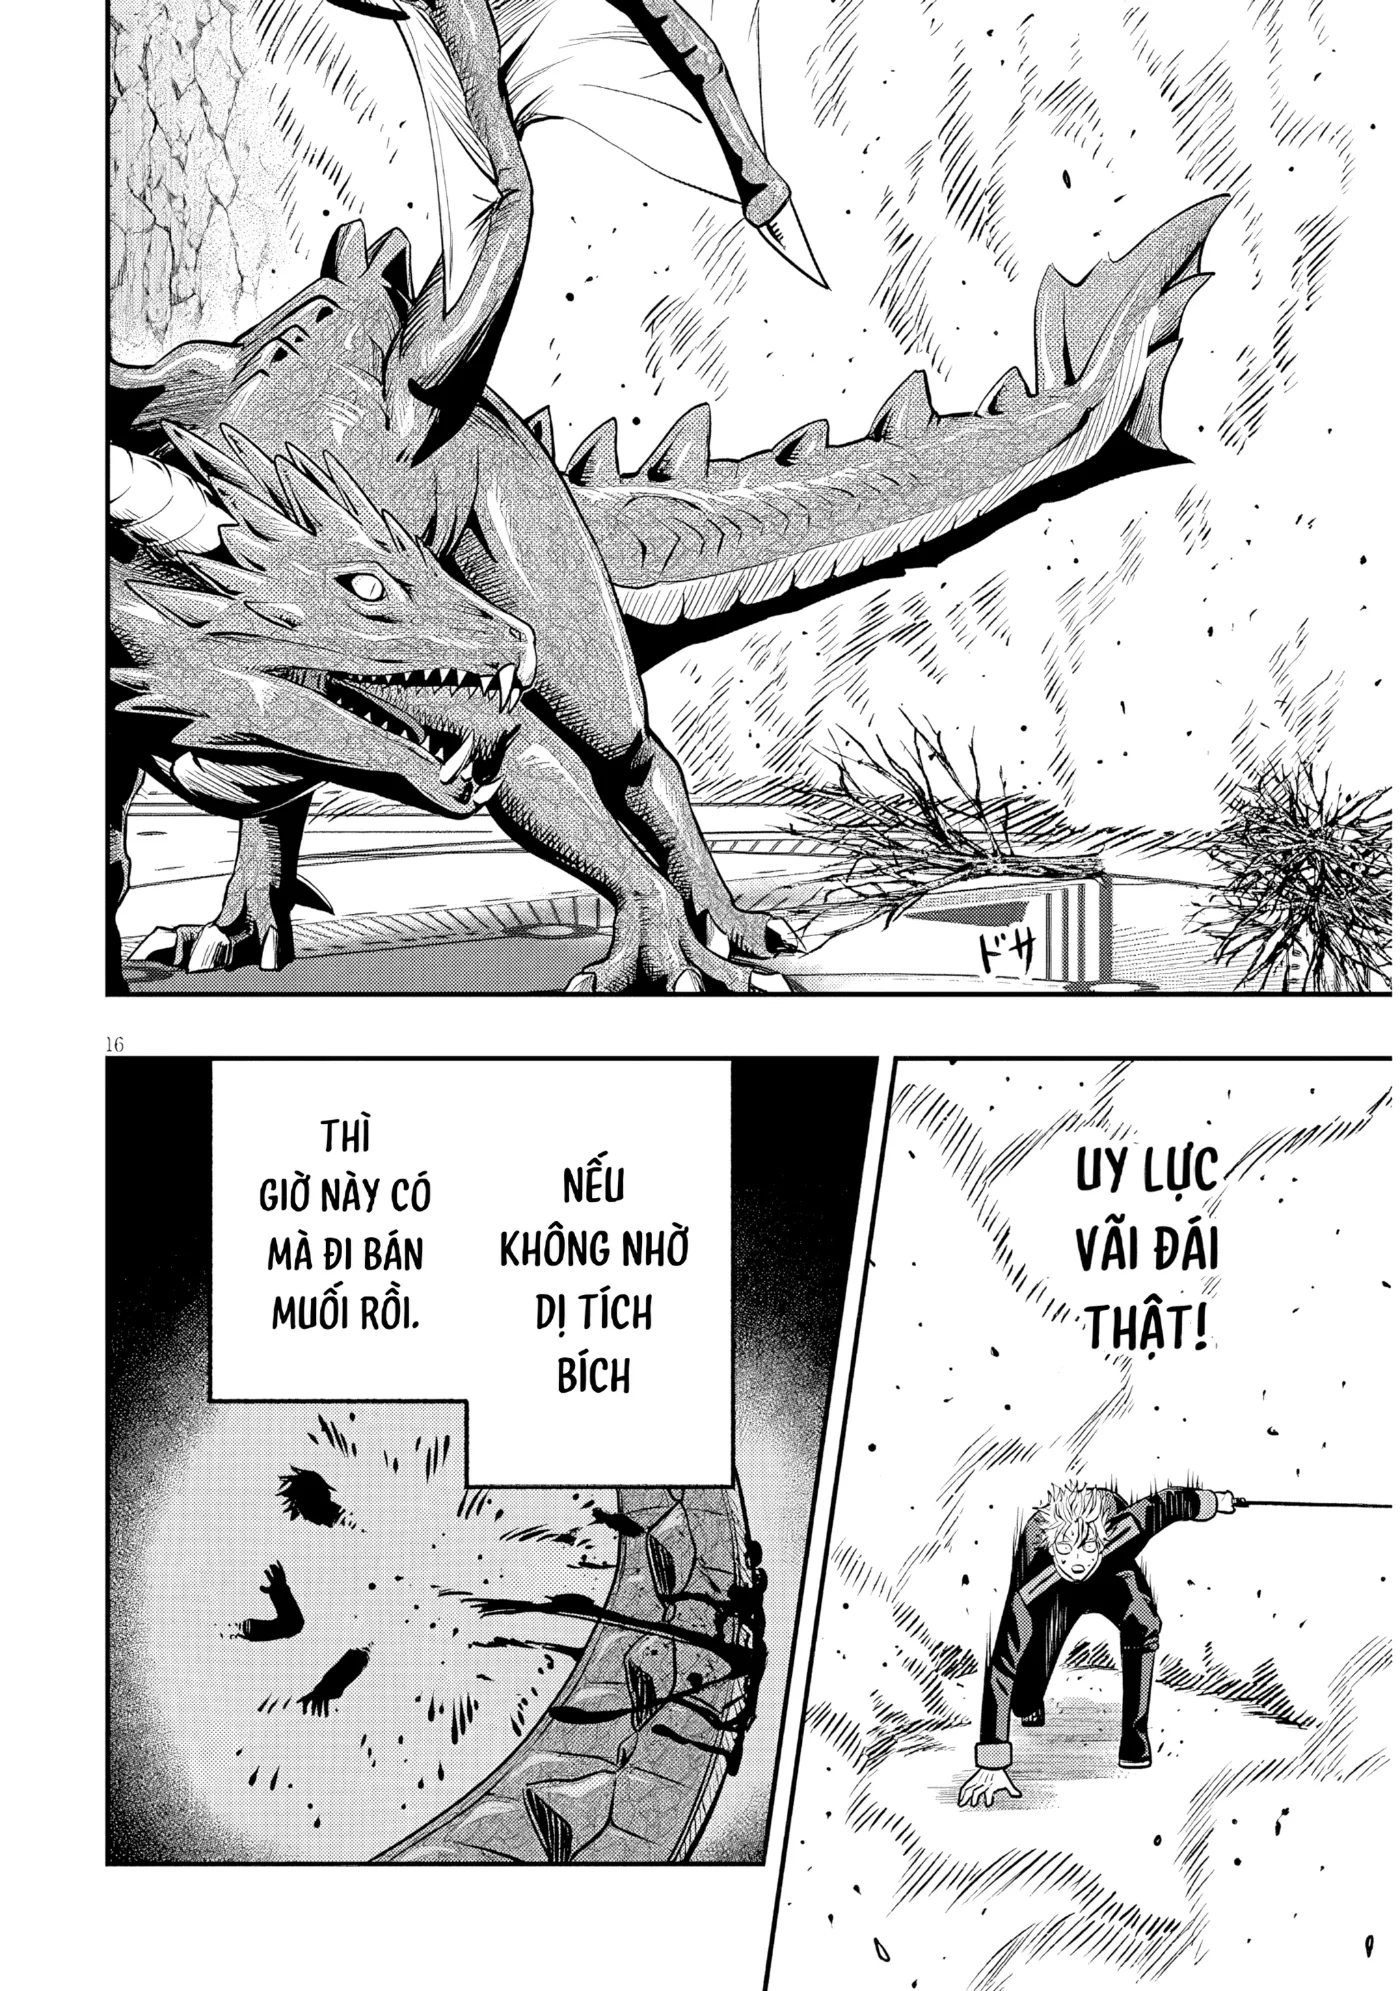 ドサ
16
UY LỰC
VÃI ĐÁI
THẬT!
NẾU
KHÔNG NHỜ
DỊ TÍCH
BÍCH
THÌ
GIỜ NÀY CÓ
MÀ ĐI BÁN
MUỐI RỒI.